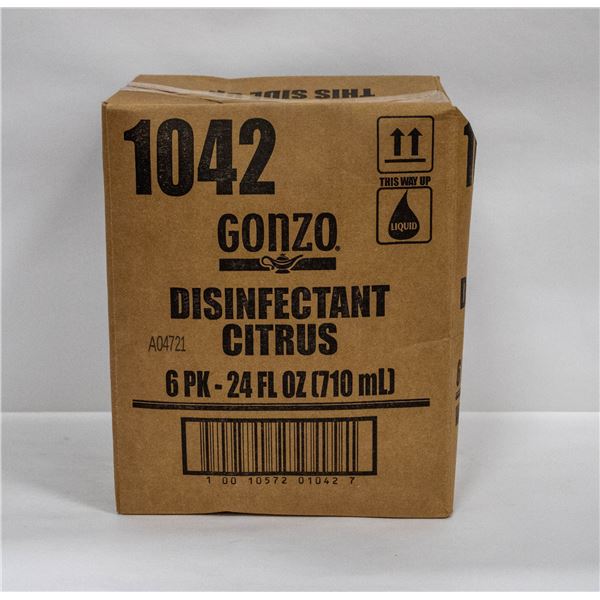 THIS SIDE
1042
THIS WAY UP
GONZO®
LIQUID
DISINFECTANT
CITRUS
A04721
6 PK - 24 FL OZ (710 mL)
1 00 10572 01042 7